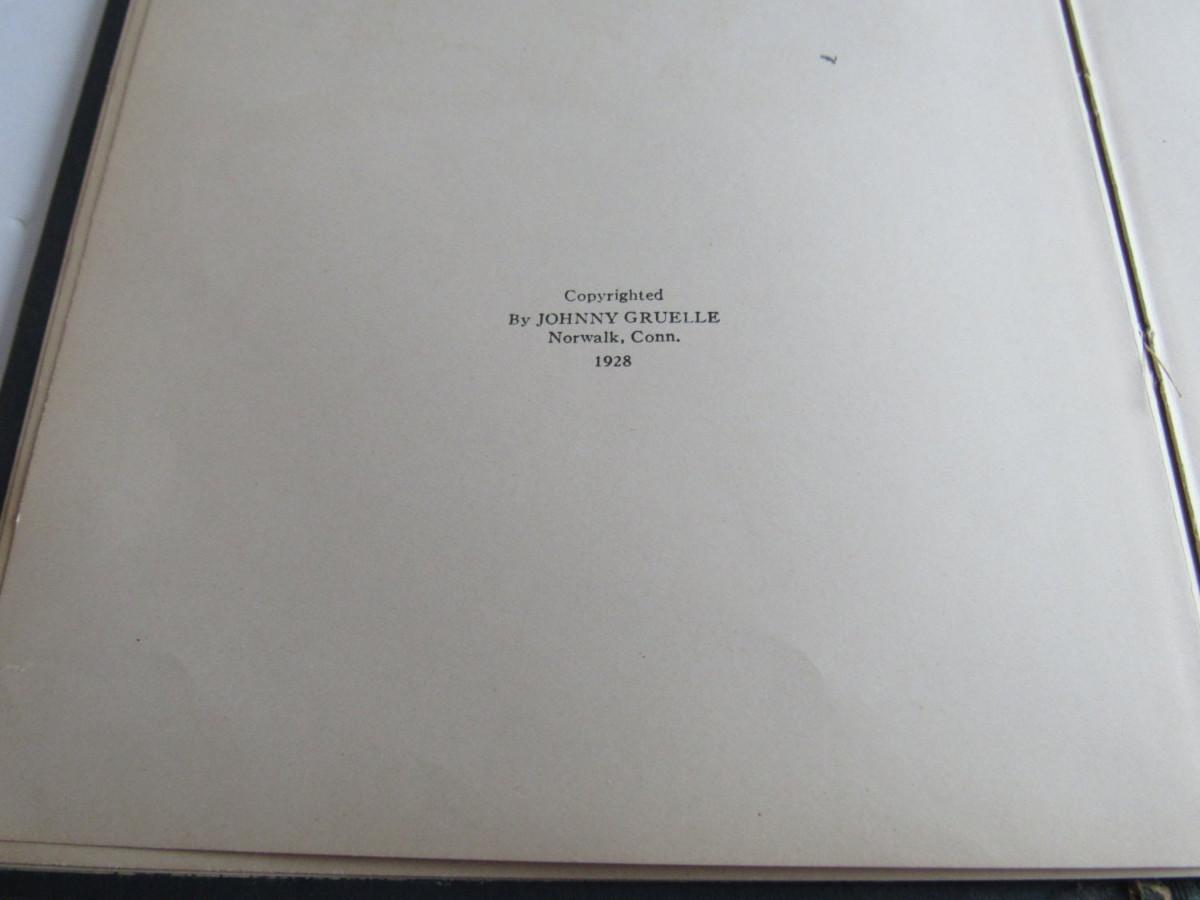 Copyrighted
By JOHNNY GRUELLE
Norwalk, Conn.
1928